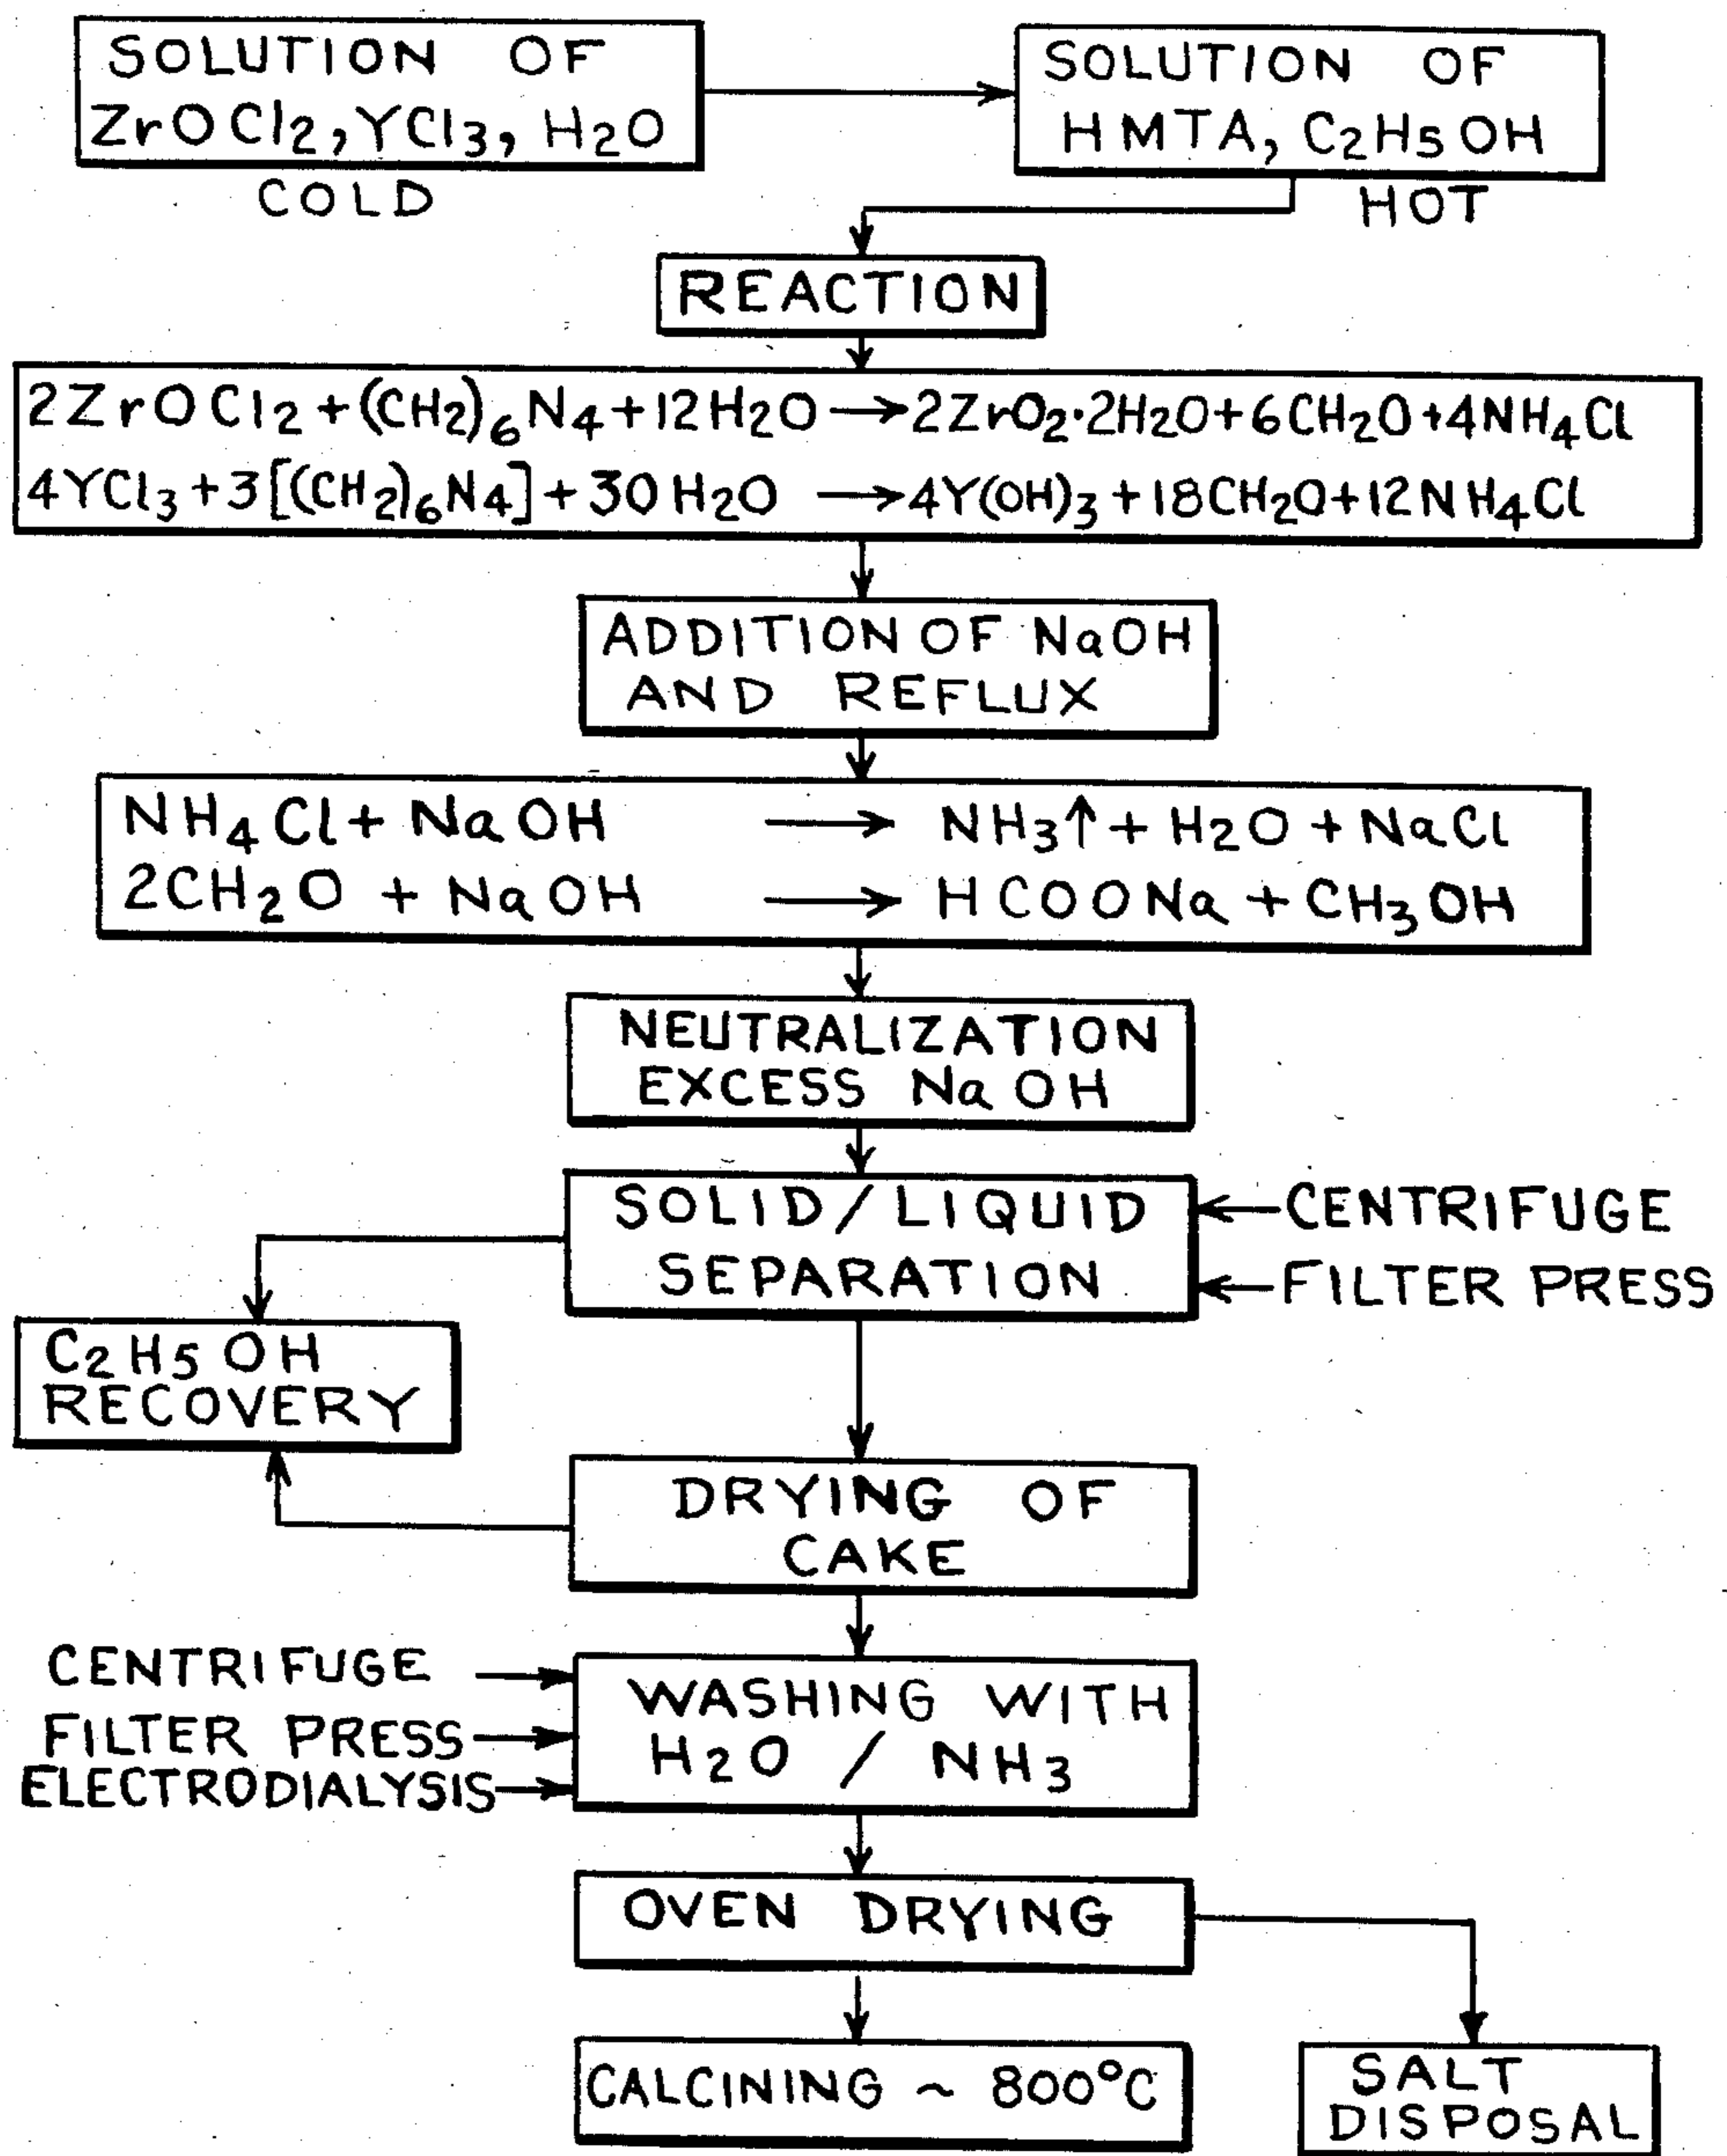 SOLUTION OF
ZrOCl2, YCl3, H2O
COLD
SOLUTION OF
HMTA, C2H5OH
HOT
REACTION
2ZrOCl2 + (CH2)6N4 + 12H2O → 2ZrO2·2H2O + 6CH2O + 4NH4Cl
4YCl3 + 3[(CH2)6N4] + 30H2O → 4Y(OH)3 + 18CH2O + 12NH4Cl
ADDITION OF NaOH
AND REFLUX
NH4Cl + NaOH → NH3↑ + H2O + NaCl
2CH2O + NaOH → HCOONa + CH3OH
NEUTRALIZATION
EXCESS NaOH
SOLID/LIQUID
SEPARATION
CENTRIFUGE
FILTER PRESS
C2H5OH
RECOVERY
DRYING OF
CAKE
CENTRIFUGE
FILTER PRESS
ELECTRODIALYSIS
WASHING WITH
H2O / NH3
OVEN DRYING
CALCINING ~ 800°C
SALT
DISPOSAL